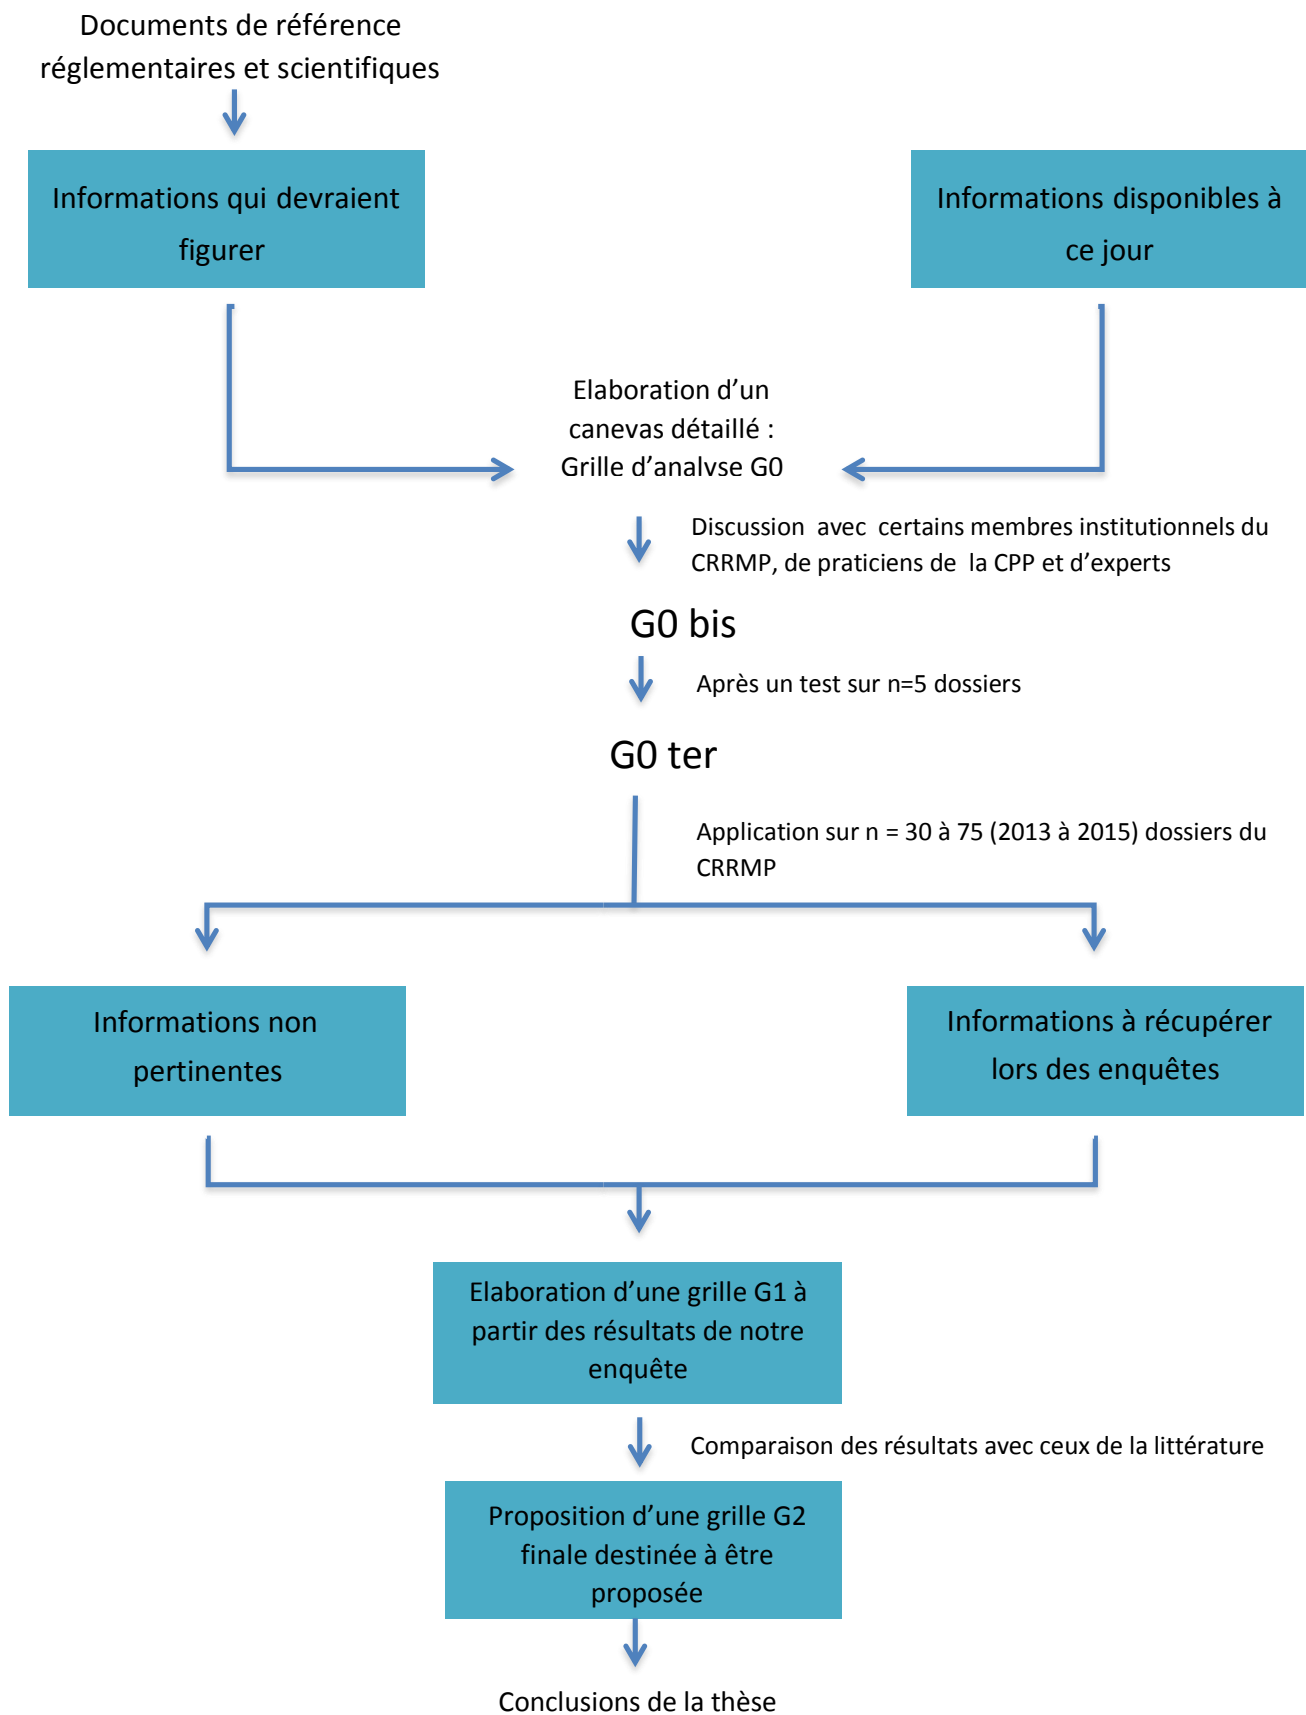 Documents de référence
réglementaires et scientifiques
Informations qui devraient
figurer
Informations disponibles à
ce jour
Elaboration d’un
canevas détaillé :
Grille d’analyse G0
Discussion avec certains membres institutionnels du
CRRMP, de praticiens de la CPP et d’experts
G0 bis
Après un test sur n=5 dossiers
G0 ter
Application sur n = 30 à 75 (2013 à 2015) dossiers du
CRRMP
Informations non
pertinentes
Informations à récupérer
lors des enquêtes
Elaboration d’une grille G1 à
partir des résultats de notre
enquête
Comparaison des résultats avec ceux de la littérature
Proposition d’une grille G2
finale destinée à être
proposée
Conclusions de la thèse